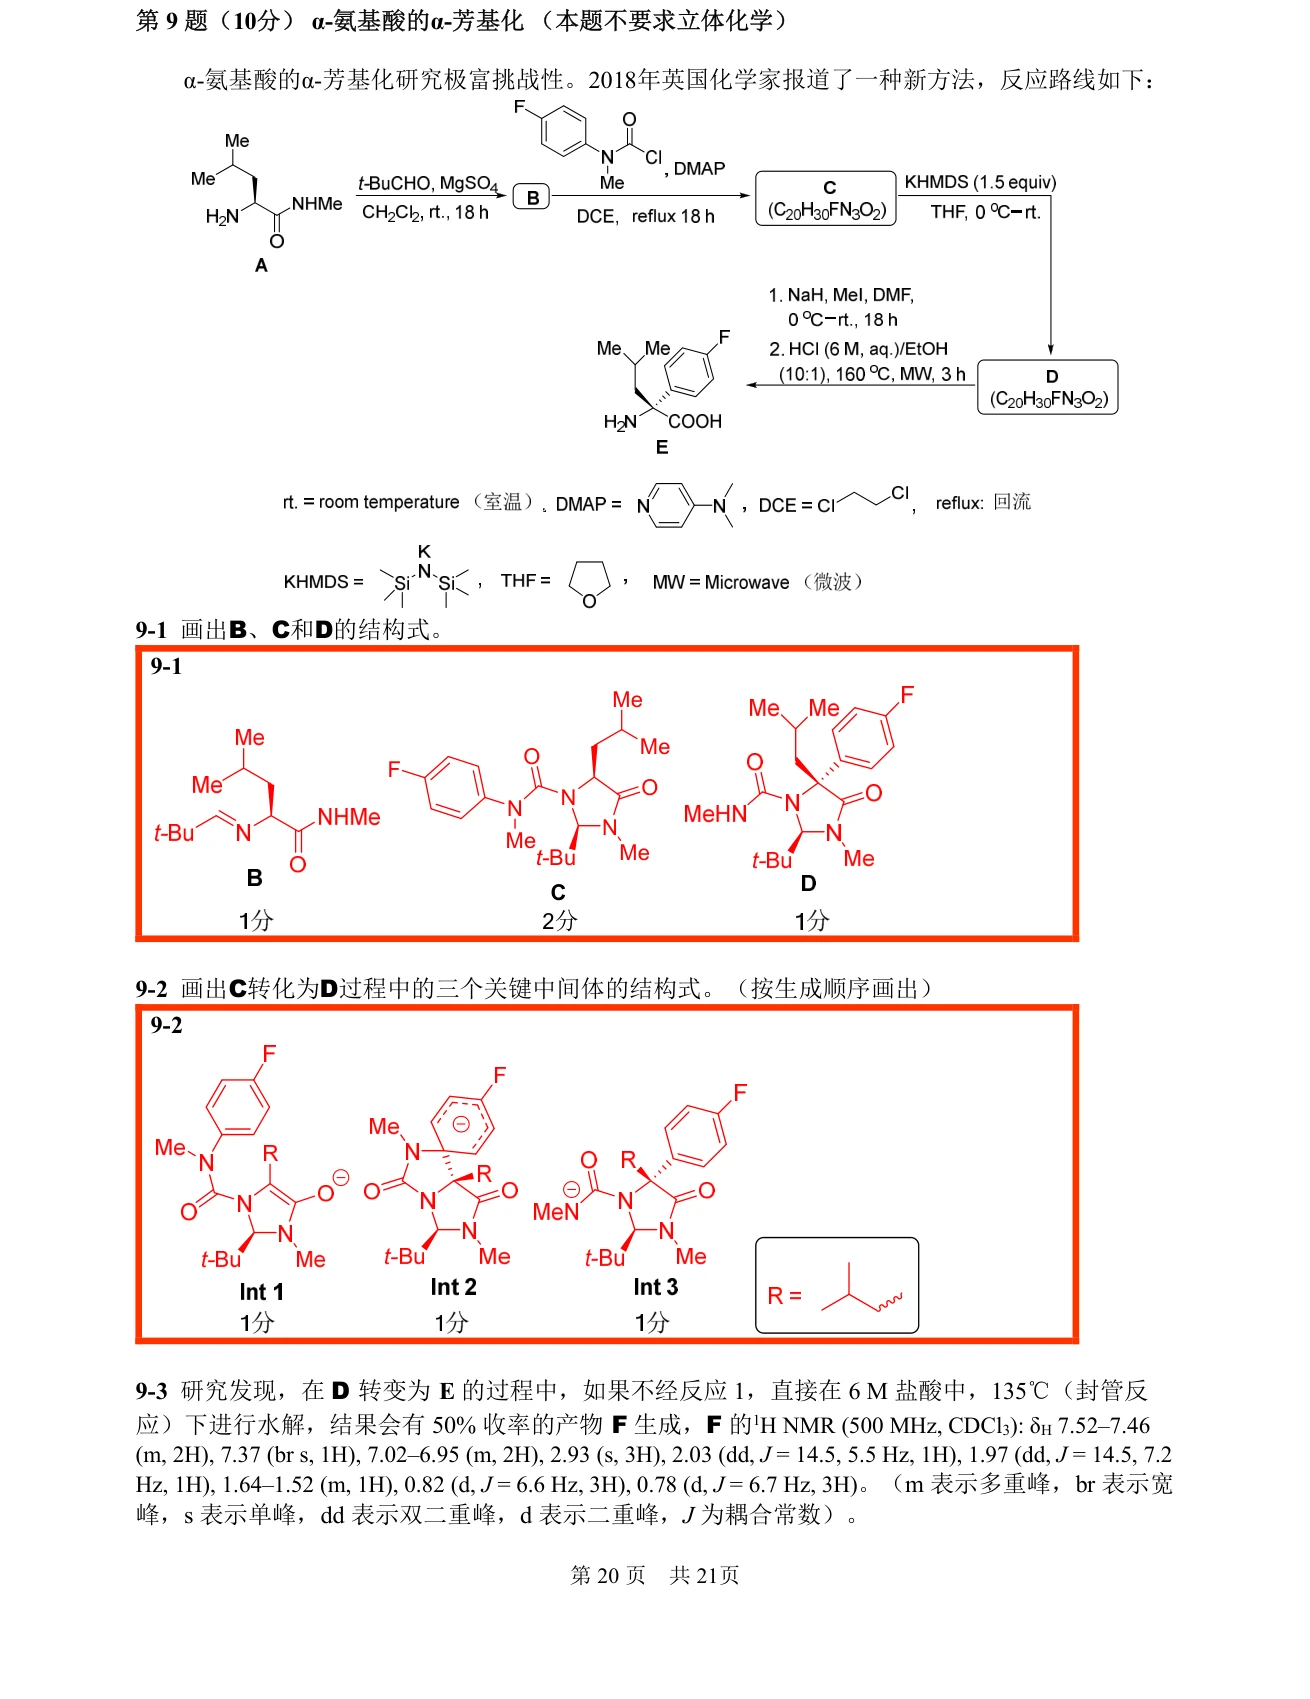 第 9 题（10分） α-氨基酸的α-芳基化 （本题不要求立体化学）
α-氨基酸的α-芳基化研究极富挑战性。2018年英国化学家报道了一种新方法，反应路线如下：
F
O
N
Cl
Me
, DMAP
Me
Me
H₂N
NHMe
O
A
t-BuCHO, MgSO₄
CH₂Cl₂, rt., 18 h
B
DCE, reflux 18 h
C
(C₂₀H₃₀FN₃O₂)
KHMDS (1.5 equiv)
THF, 0 ⁰C–rt.
1. NaH, MeI, DMF,
0 ⁰C–rt., 18 h
2. HCl (6 M, aq.)/EtOH
(10:1), 160 ⁰C, MW, 3 h
D
(C₂₀H₃₀FN₃O₂)
Me
Me
F
H₂N
COOH
E
rt. = room temperature （室温）。 DMAP = N N , DCE = Cl Cl , reflux: 回流
KHMDS = K N Si Si , THF = O , MW = Microwave （微波）
9-1 画出B、C和D的结构式。
9-1
Me
Me
t-Bu
N
NHMe
O
B
1分
F
N
Me
O
N
Me
Me
O
N
Me
t-Bu
C
2分
Me
Me
F
O
MeHN
N
O
N
Me
t-Bu
D
1分
9-2 画出C转化为D过程中的三个关键中间体的结构式。（按生成顺序画出）
9-2
F
Me
N
R
O
N
O
⊖
N
Me
t-Bu
Int 1
1分
F
⊖
Me
N
R
O
N
O
N
Me
t-Bu
Int 2
1分
F
O
R
⊖
MeN
N
O
N
Me
t-Bu
Int 3
1分
R =
9-3 研究发现，在 D 转变为 E 的过程中，如果不经反应 1，直接在 6 M 盐酸中，135℃（封管反
应）下进行水解，结果会有 50% 收率的产物 F 生成，F 的¹H NMR (500 MHz, CDCl₃): δ_H 7.52–7.46
(m, 2H), 7.37 (br s, 1H), 7.02–6.95 (m, 2H), 2.93 (s, 3H), 2.03 (dd, J = 14.5, 5.5 Hz, 1H), 1.97 (dd, J = 14.5, 7.2
Hz, 1H), 1.64–1.52 (m, 1H), 0.82 (d, J = 6.6 Hz, 3H), 0.78 (d, J = 6.7 Hz, 3H)。（m 表示多重峰，br 表示宽
峰，s 表示单峰，dd 表示双二重峰，d 表示二重峰，J 为耦合常数）。
第 20 页 共 21页